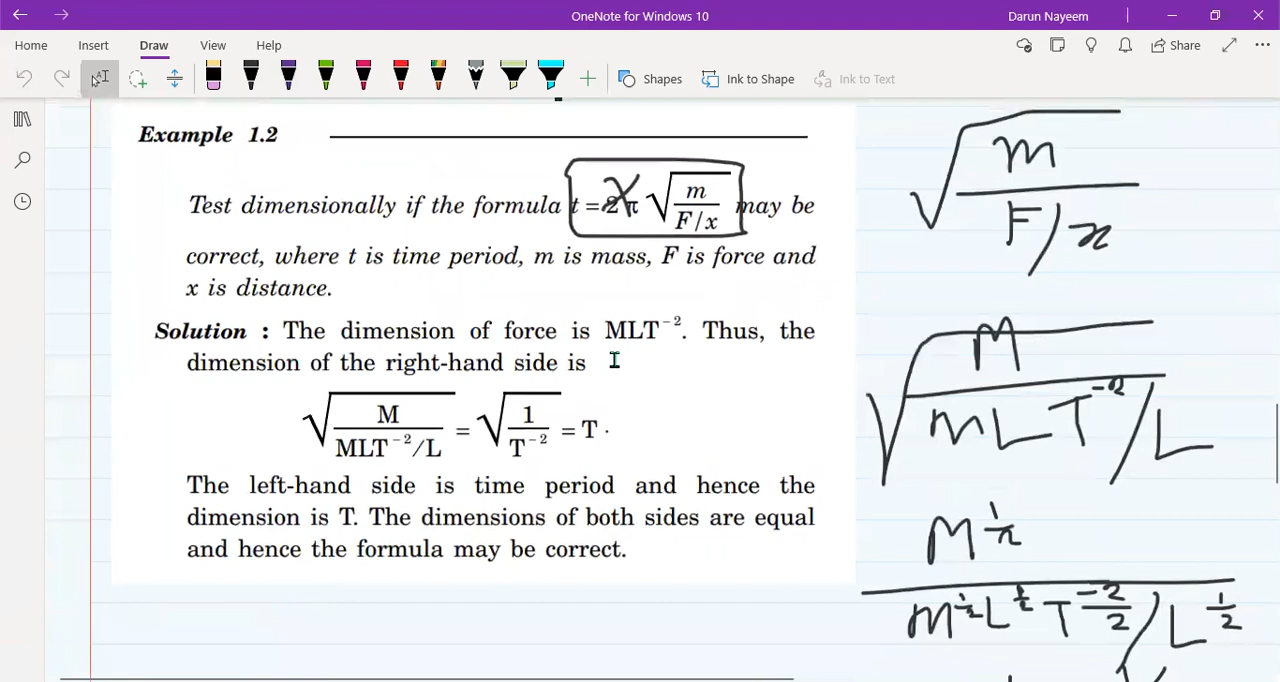 OneNote for Windows 10
Darun Nayeem
Home Insert Draw View Help
Share
Shapes
Ink to Shape
Ink to Text
Example 1.2
Test dimensionally if the formula t = 2 π √(m / F/x) may be
correct, where t is time period, m is mass, F is force and
x is distance.
Solution : The dimension of force is MLT⁻². Thus, the
dimension of the right-hand side is
√(M / MLT⁻²/L) = √(1 / T⁻²) = T ·
The left-hand side is time period and hence the
dimension is T. The dimensions of both sides are equal
and hence the formula may be correct.
√(m / F/x)
√(M / MLT⁻²/L)
M
M^½ L^½ T^(-2/2) / L^½